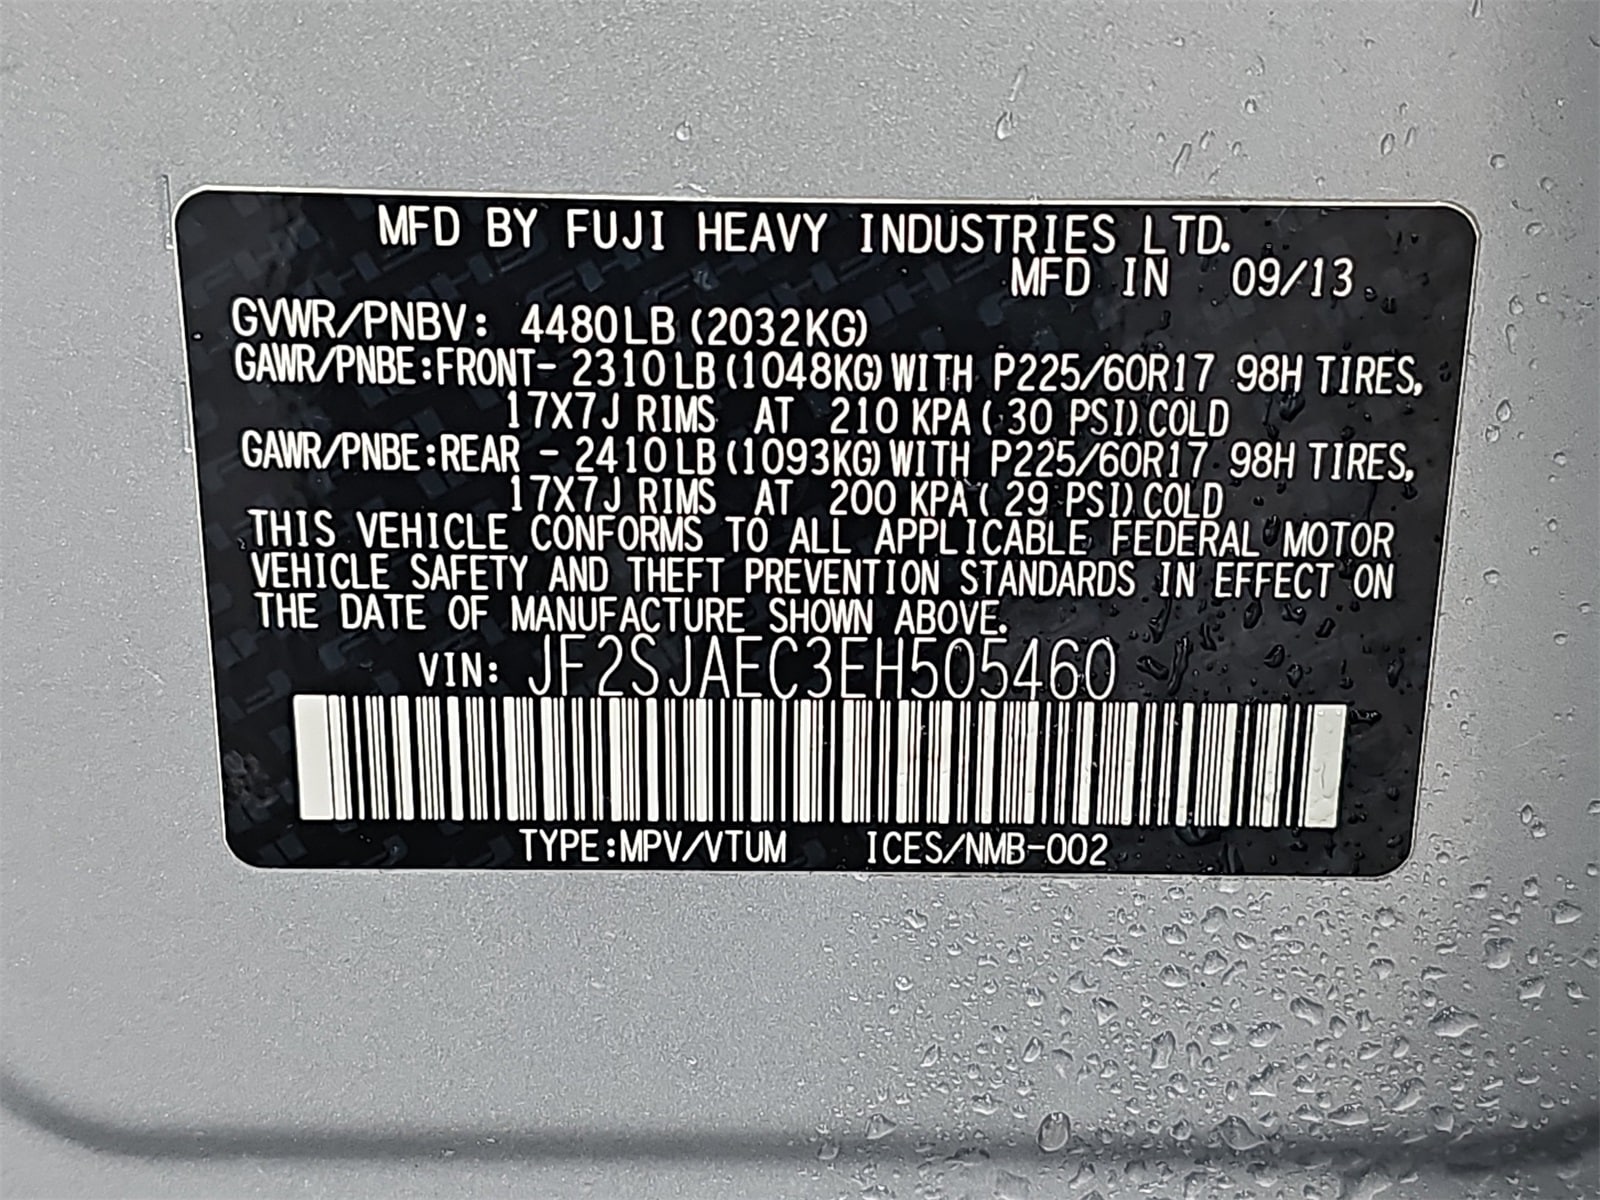 MFD BY FUJI HEAVY INDUSTRIES LTD.
MFD IN 09/13
GVWR/PNBV: 4480LB (2032KG)
GAWR/PNBE:FRONT- 2310LB (1048KG) WITH P225/60R17 98H TIRES,
17X7J RIMS AT 210 KPA ( 30 PSI) COLD
GAWR/PNBE:REAR - 2410LB (1093KG) WITH P225/60R17 98H TIRES,
17X7J RIMS AT 200 KPA ( 29 PSI) COLD
THIS VEHICLE CONFORMS TO ALL APPLICABLE FEDERAL MOTOR
VEHICLE SAFETY AND THEFT PREVENTION STANDARDS IN EFFECT ON
THE DATE OF MANUFACTURE SHOWN ABOVE.
VIN: JF2SJAEC3EH505460
TYPE:MPV/VTUM ICES/NMB-002